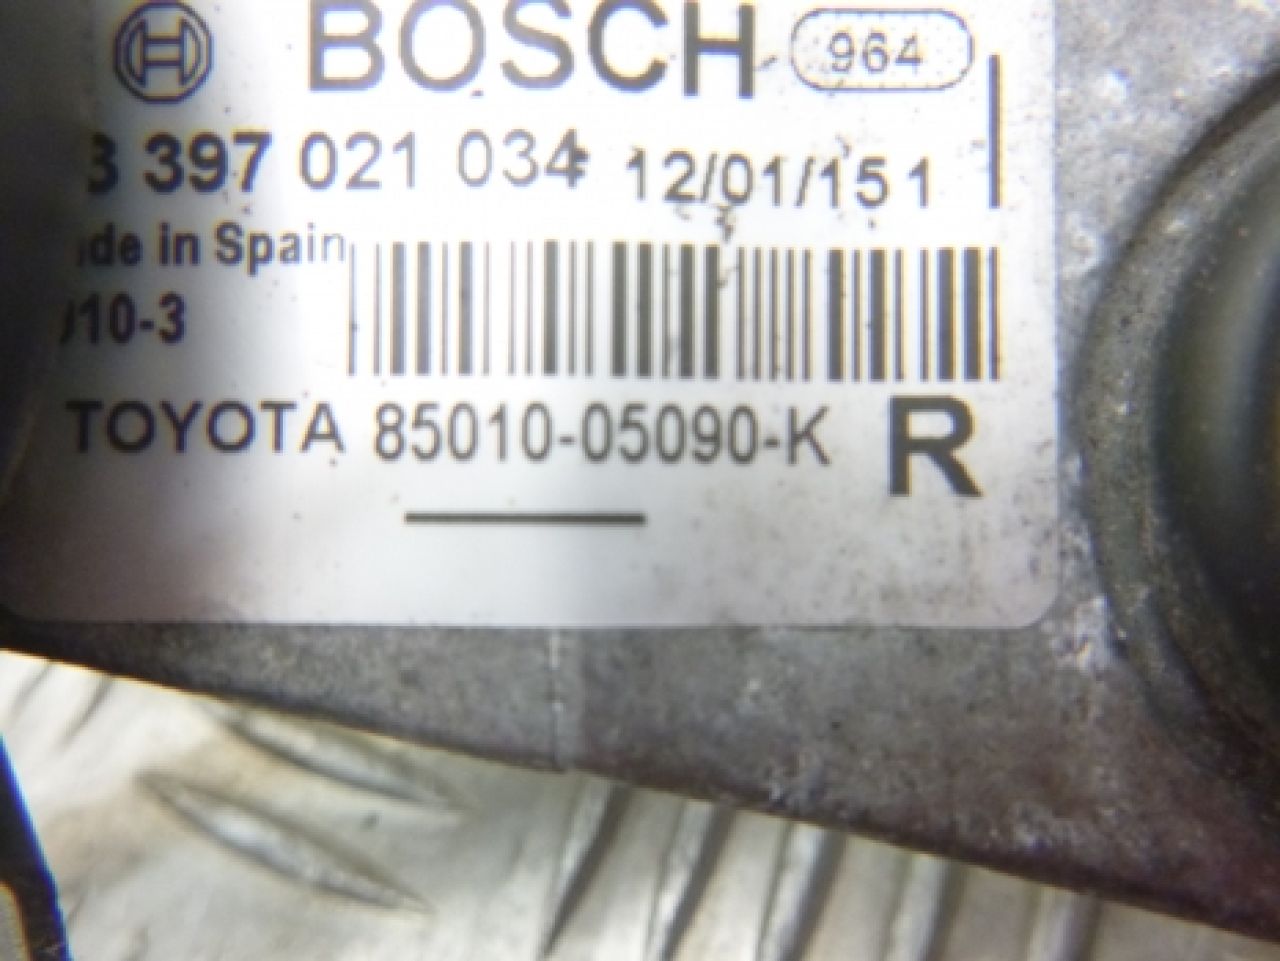 BOSCH 964
3 397 021 034 12/01/151
de in Spain
10-3
TOYOTA 85010-05090-K R